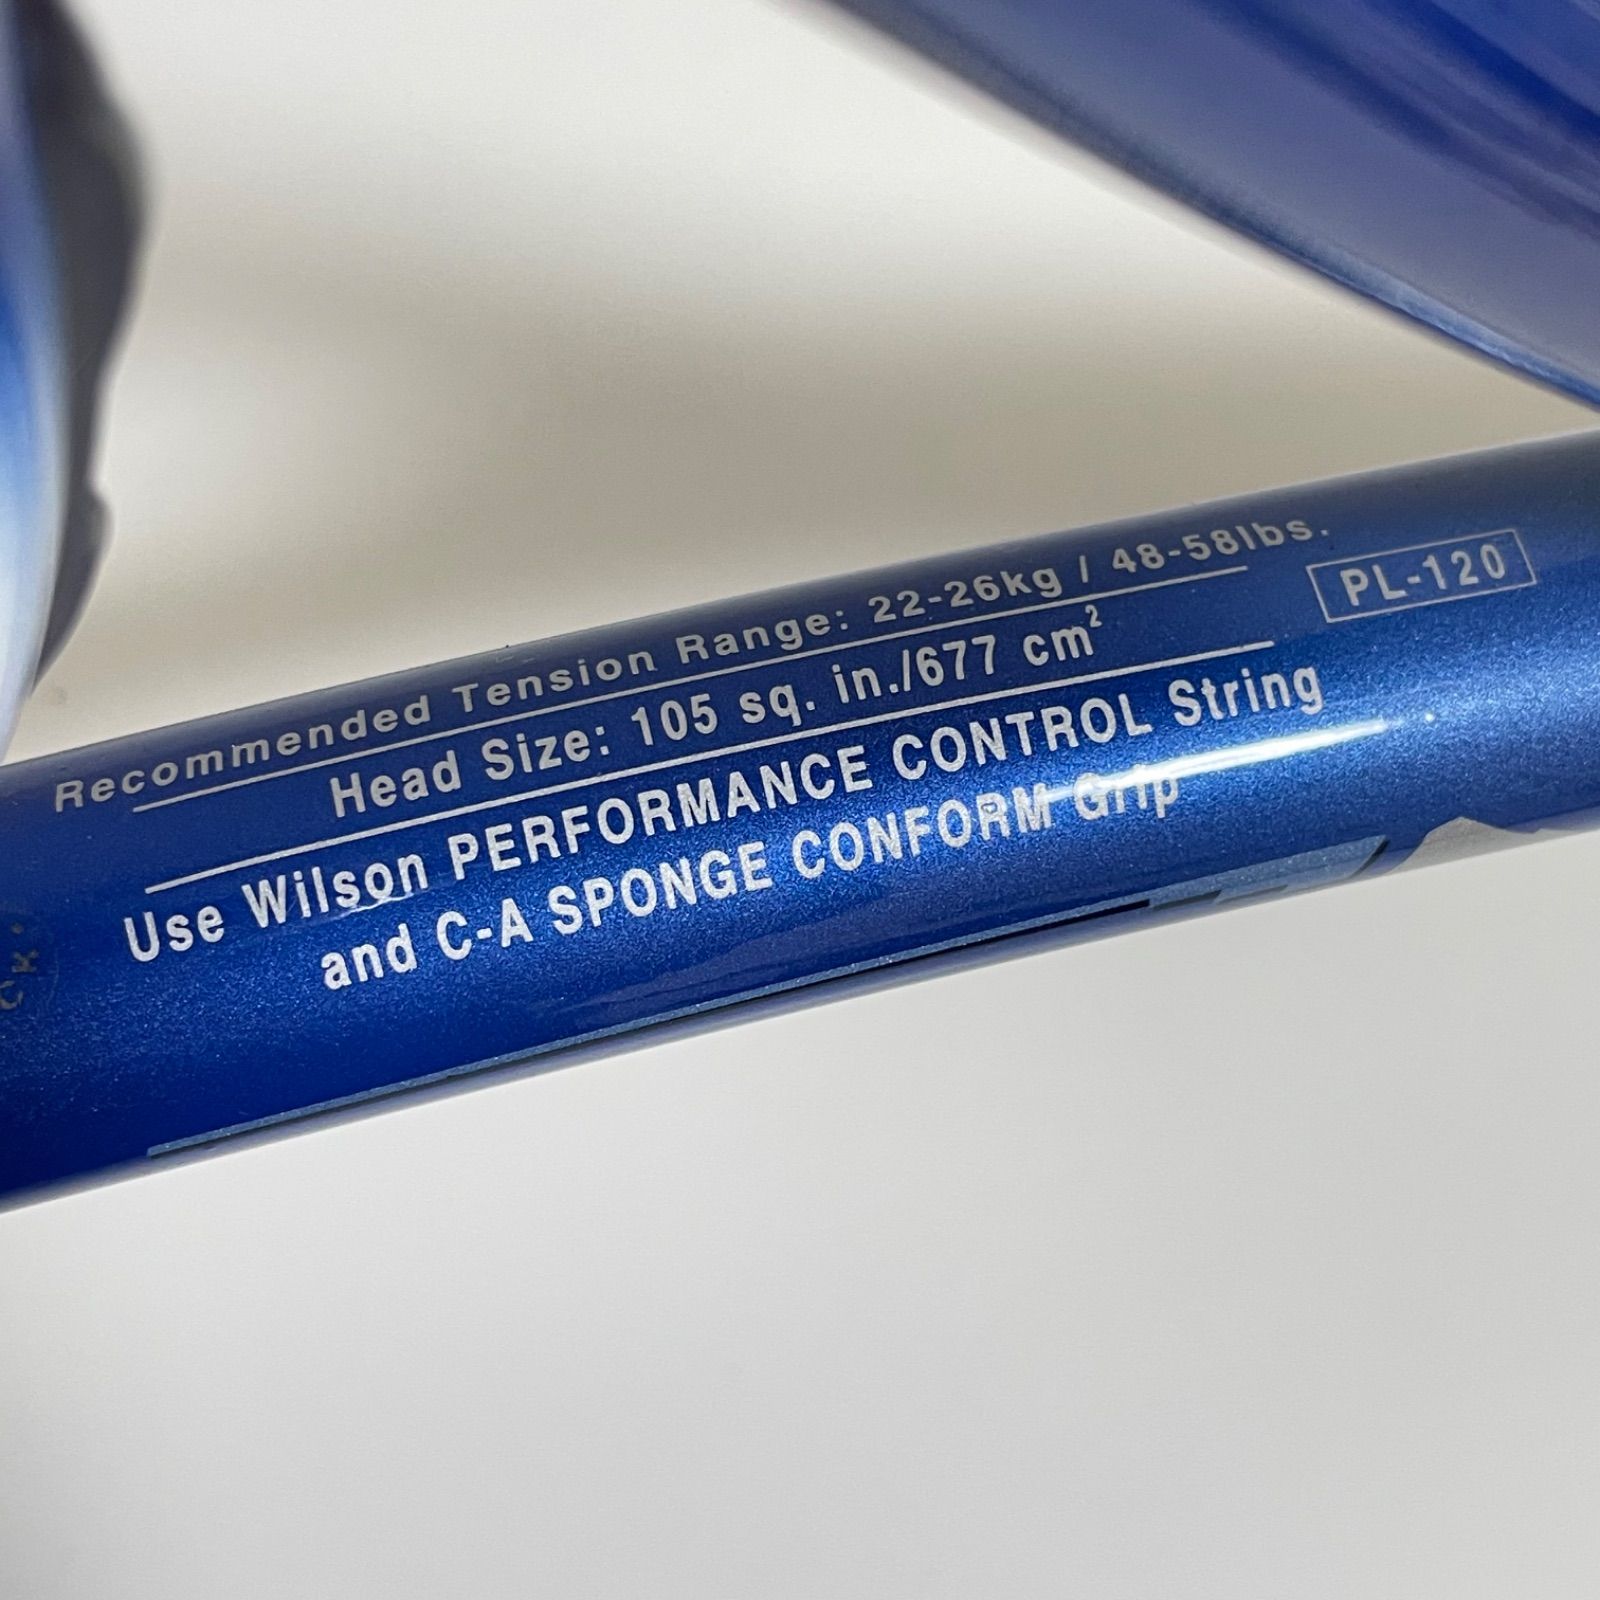 Recommended Tension Range: 22-26kg / 48-58lbs.
PL-120
Head Size: 105 sq. in./677 cm²
Use Wilson PERFORMANCE CONTROL String
and C-A SPONGE CONFORM Grip